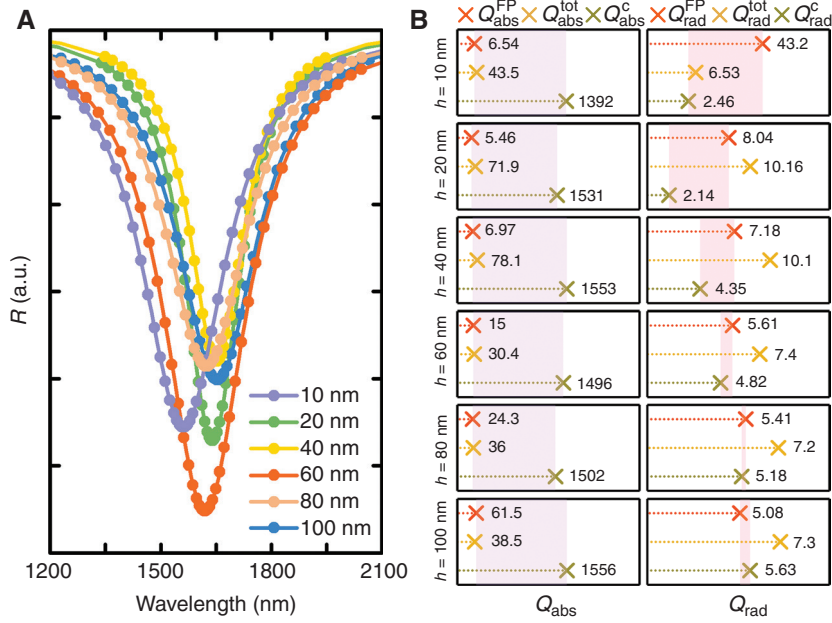 A
R (a.u.)
10 nm
20 nm
40 nm
60 nm
80 nm
100 nm
1200 1500 1800 2100
Wavelength (nm)
B
Q_abs^FP Q_abs^tot Q_abs^c Q_rad^FP Q_rad^tot Q_rad^c
h = 10 nm
6.54 43.2
43.5 6.53
1392 2.46
h = 20 nm
5.46 8.04
71.9 10.16
1531 2.14
h = 40 nm
6.97 7.18
78.1 10.1
1553 4.35
h = 60 nm
15 5.61
30.4 7.4
1496 4.82
h = 80 nm
24.3 5.41
36 7.2
1502 5.18
h = 100 nm
61.5 5.08
38.5 7.3
1556 5.63
Q_abs Q_rad